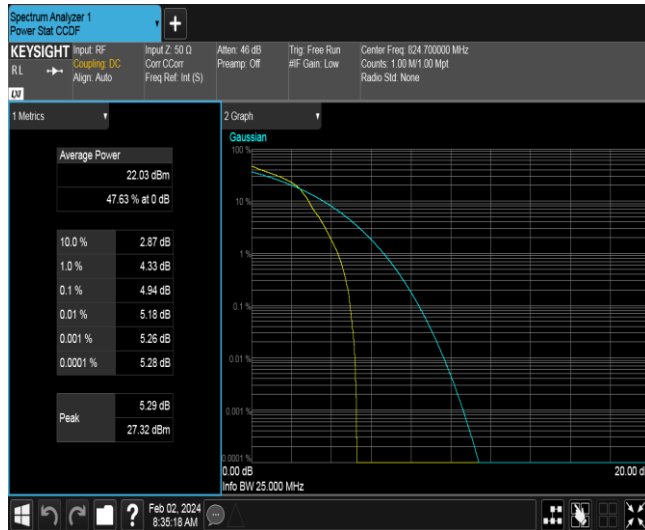 Spectrum Analyzer 1
Power Stat CCDF
+
KEYSIGHT
RL
LXI
Input: RF
Coupling: DC
Align: Auto
Input Z: 50 Ω
Corr CCorr
Freq Ref: Int (S)
Atten: 46 dB
Preamp: Off
Trig: Free Run
#IF Gain: Low
Center Freq: 824.700000 MHz
Counts: 1.00 M/1.00 Mpt
Radio Std: None
1 Metrics
Average Power
22.03 dBm
47.63 % at 0 dB
10.0 % 2.87 dB
1.0 % 4.33 dB
0.1 % 4.94 dB
0.01 % 5.18 dB
0.001 % 5.26 dB
0.0001 % 5.28 dB
Peak
5.29 dB
27.32 dBm
2 Graph
Gaussian
100 %
10 %
1 %
0.1 %
0.01 %
0.001 %
0.0001 %
0.00 dB
20.00 d
Info BW 25.000 MHz
?
Feb 02, 2024
8:35:18 AM